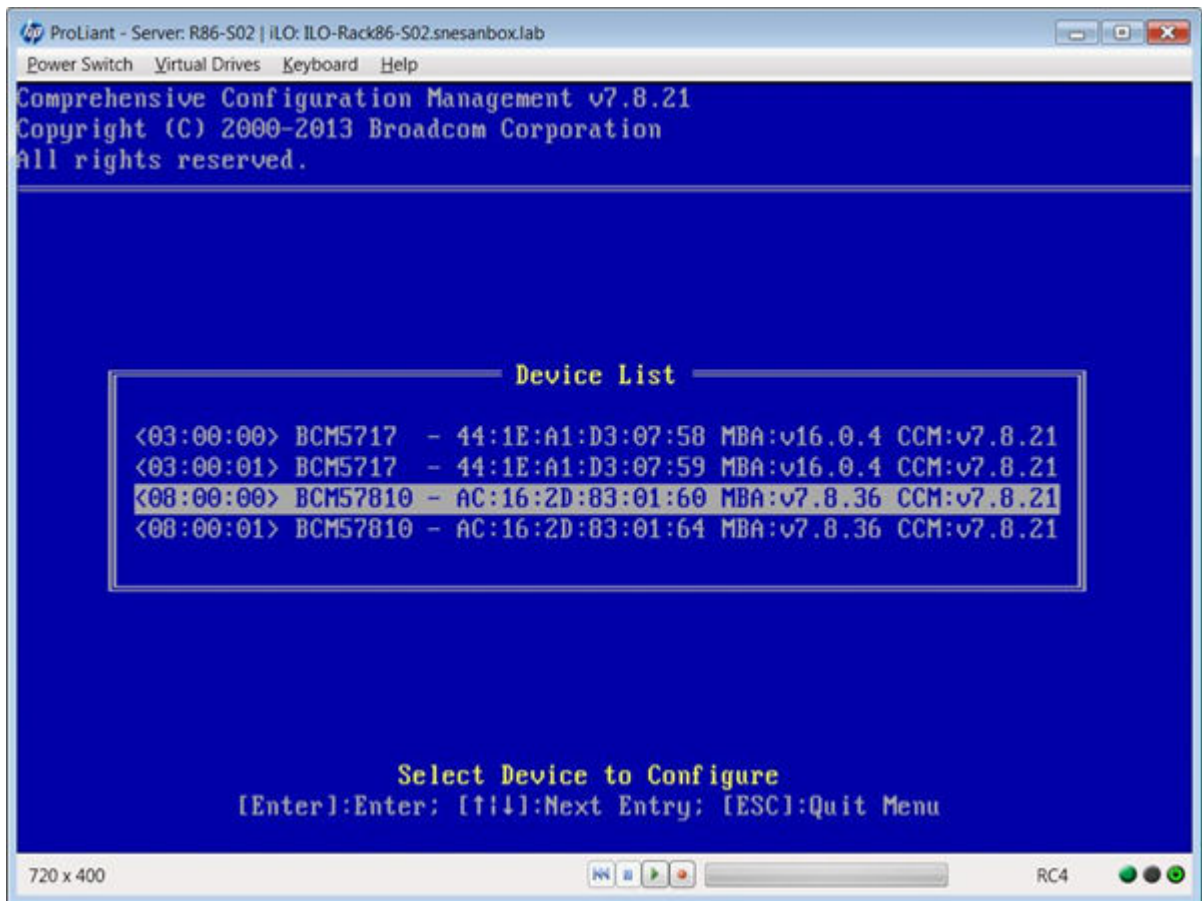 ProLiant - Server: R86-S02 | iLO: ILO-Rack86-S02.snesanbox.lab
Power Switch Virtual Drives Keyboard Help
Comprehensive Configuration Management v7.8.21
Copyright (C) 2000-2013 Broadcom Corporation
All rights reserved.
Device List
<03:00:00> BCM5717 - 44:1E:A1:D3:07:58 MBA:v16.0.4 CCM:v7.8.21
<03:00:01> BCM5717 - 44:1E:A1:D3:07:59 MBA:v16.0.4 CCM:v7.8.21
<08:00:00> BCM57810 - AC:16:2D:83:01:60 MBA:v7.8.36 CCM:v7.8.21
<08:00:01> BCM57810 - AC:16:2D:83:01:64 MBA:v7.8.36 CCM:v7.8.21
Select Device to Configure
[Enter]:Enter; [↑¦↓]:Next Entry; [ESC]:Quit Menu
720 x 400 RC4